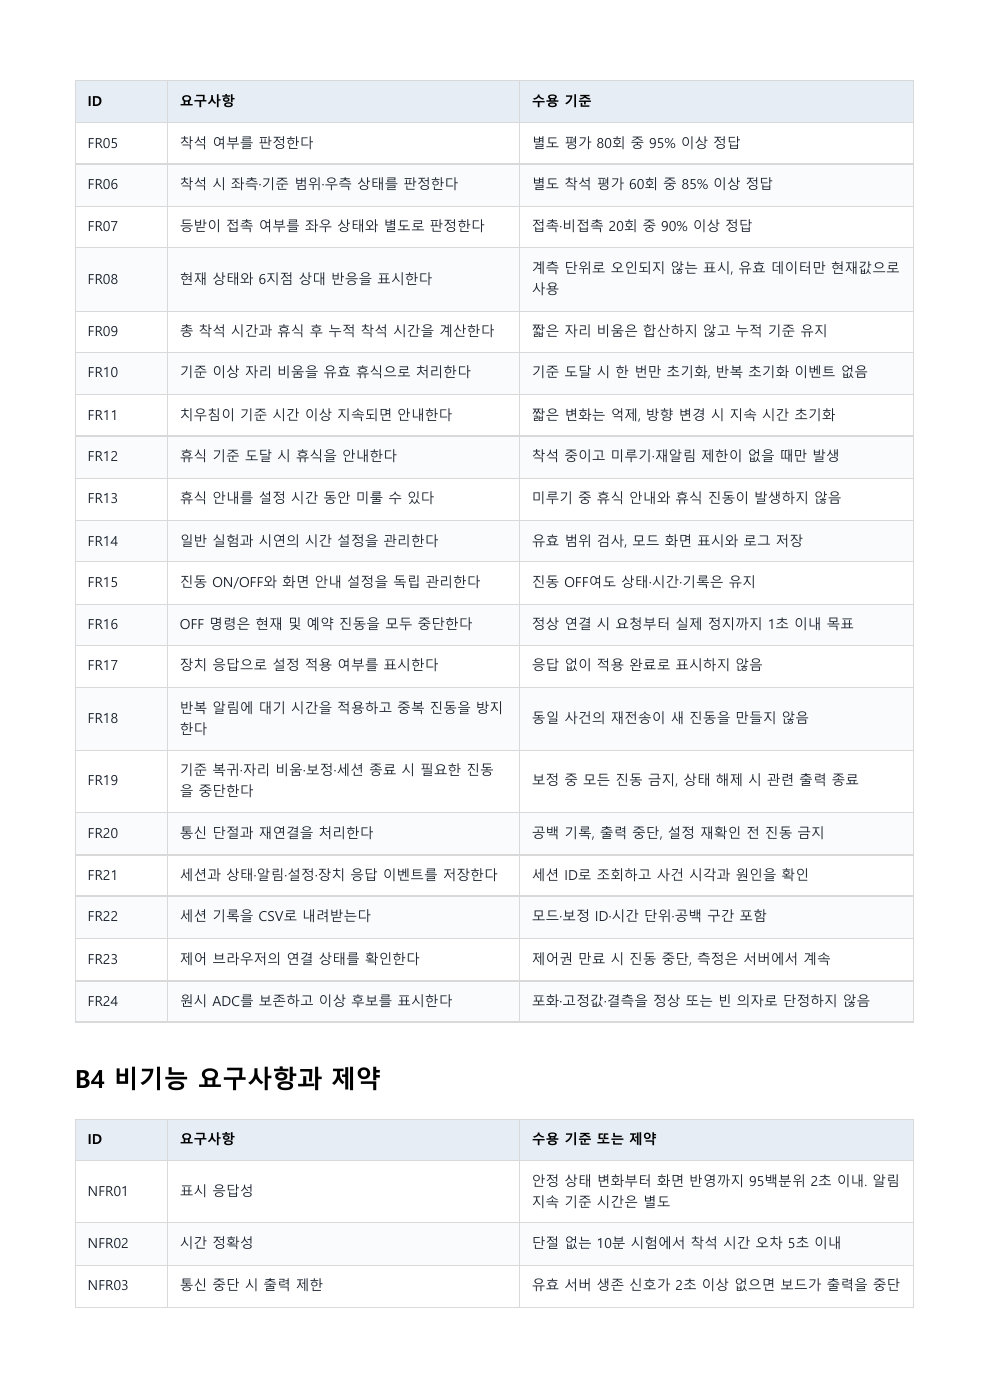 ID 요구사항 수용 기준
FR05 착석 여부를 판정한다 별도 평가 80회 중 95% 이상 정답
FR06 착석 시 좌측·기준 범위·우측 상태를 판정한다 별도 착석 평가 60회 중 85% 이상 정답
FR07 등받이 접촉 여부를 좌우 상태와 별도로 판정한다 접촉·비접촉 20회 중 90% 이상 정답
FR08 현재 상태와 6지점 상대 반응을 표시한다 계측 단위로 오인되지 않는 표시, 유효 데이터만 현재값으로
사용
FR09 총 착석 시간과 휴식 후 누적 착석 시간을 계산한다 짧은 자리 비움은 합산하지 않고 누적 기준 유지
FR10 기준 이상 자리 비움을 유효 휴식으로 처리한다 기준 도달 시 한 번만 초기화, 반복 초기화 이벤트 없음
FR11 치우침이 기준 시간 이상 지속되면 안내한다 짧은 변화는 억제, 방향 변경 시 지속 시간 초기화
FR12 휴식 기준 도달 시 휴식을 안내한다 착석 중이고 미루기·재알림 제한이 없을 때만 발생
FR13 휴식 안내를 설정 시간 동안 미룰 수 있다 미루기 중 휴식 안내와 휴식 진동이 발생하지 않음
FR14 일반 실험과 시연의 시간 설정을 관리한다 유효 범위 검사, 모드 화면 표시와 로그 저장
FR15 진동 ON/OFF와 화면 안내 설정을 독립 관리한다 진동 OFF여도 상태·시간·기록은 유지
FR16 OFF 명령은 현재 및 예약 진동을 모두 중단한다 정상 연결 시 요청부터 실제 정지까지 1초 이내 목표
FR17 장치 응답으로 설정 적용 여부를 표시한다 응답 없이 적용 완료로 표시하지 않음
FR18 반복 알림에 대기 시간을 적용하고 중복 진동을 방지
한다 동일 사건의 재전송이 새 진동을 만들지 않음
FR19 기준 복귀·자리 비움·보정·세션 종료 시 필요한 진동
을 중단한다 보정 중 모든 진동 금지, 상태 해제 시 관련 출력 종료
FR20 통신 단절과 재연결을 처리한다 공백 기록, 출력 중단, 설정 재확인 전 진동 금지
FR21 세션과 상태·알림·설정·장치 응답 이벤트를 저장한다 세션 ID로 조회하고 사건 시각과 원인을 확인
FR22 세션 기록을 CSV로 내려받는다 모드·보정 ID·시간 단위·공백 구간 포함
FR23 제어 브라우저의 연결 상태를 확인한다 제어권 만료 시 진동 중단, 측정은 서버에서 계속
FR24 원시 ADC를 보존하고 이상 후보를 표시한다 포화·고정값·결측을 정상 또는 빈 의자로 단정하지 않음
B4 비기능 요구사항과 제약
ID 요구사항 수용 기준 또는 제약
NFR01 표시 응답성 안정 상태 변화부터 화면 반영까지 95백분위 2초 이내. 알림
지속 기준 시간은 별도
NFR02 시간 정확성 단절 없는 10분 시험에서 착석 시간 오차 5초 이내
NFR03 통신 중단 시 출력 제한 유효 서버 생존 신호가 2초 이상 없으면 보드가 출력을 중단